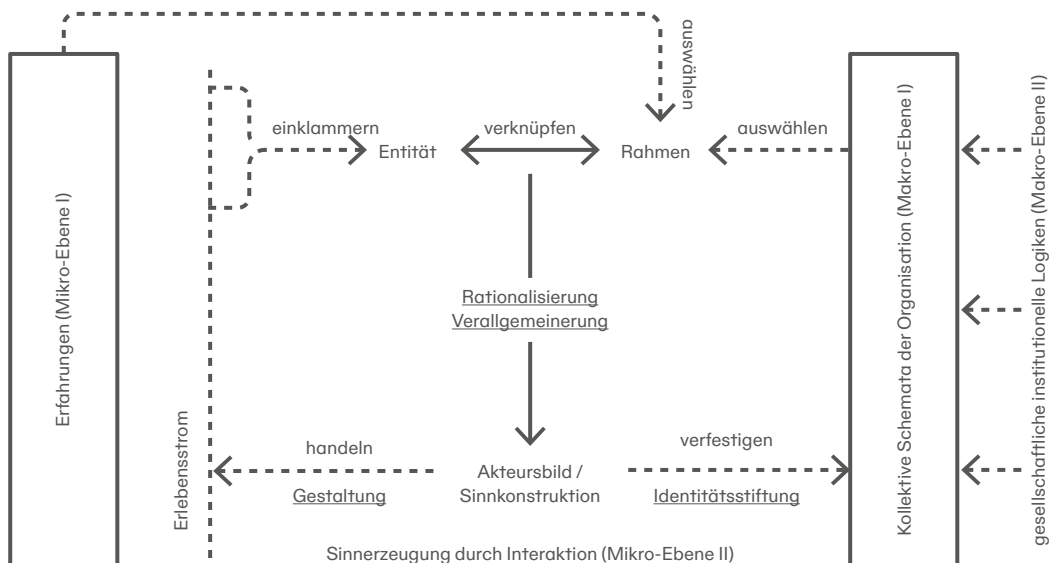 auswählen
Erfahrungen (Mikro-Ebene I)
Erlebensstrom
einklammern
Entität
verknüpfen
Rahmen
auswählen
Rationalisierung
Verallgemeinerung
handeln
Gestaltung
Akteursbild /
Sinnkonstruktion
verfestigen
Identitätsstiftung
Sinnerzeugung durch Interaktion (Mikro-Ebene II)
Kollektive Schemata der Organisation (Makro-Ebene I)
gesellschaftliche institutionelle Logiken (Makro-Ebene II)